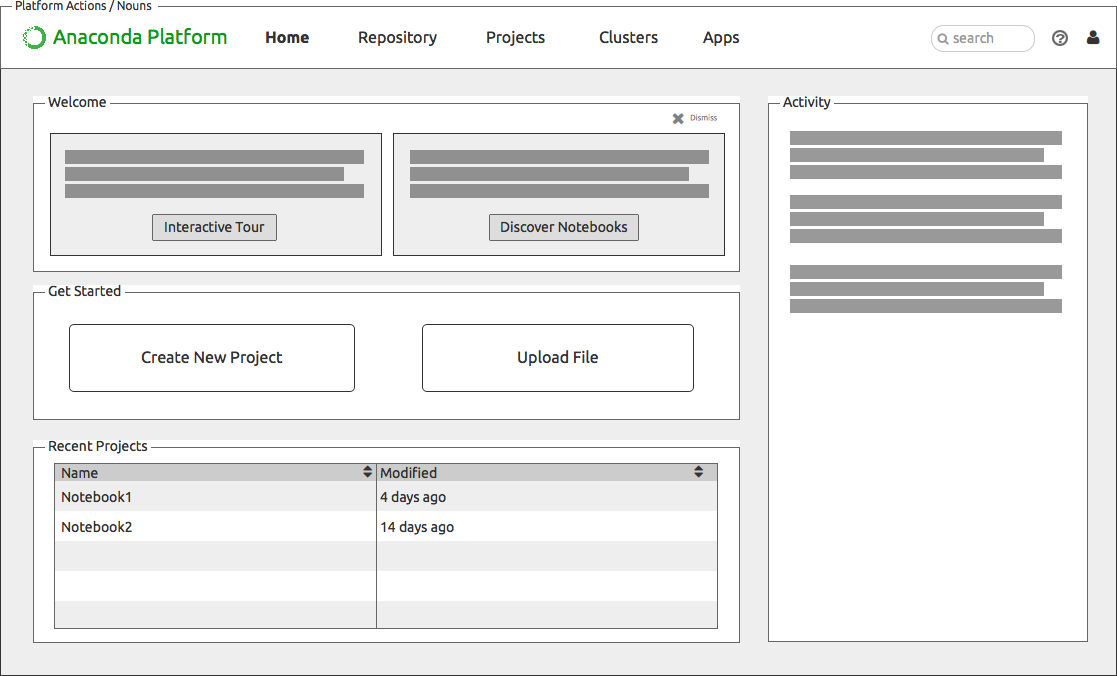 Platform Actions / Nouns
Anaconda Platform Home Repository Projects Clusters Apps search
Welcome
Dismiss
Interactive Tour Discover Notebooks
Get Started
Create New Project Upload File
Recent Projects
Name Modified
Notebook1 4 days ago
Notebook2 14 days ago
Activity